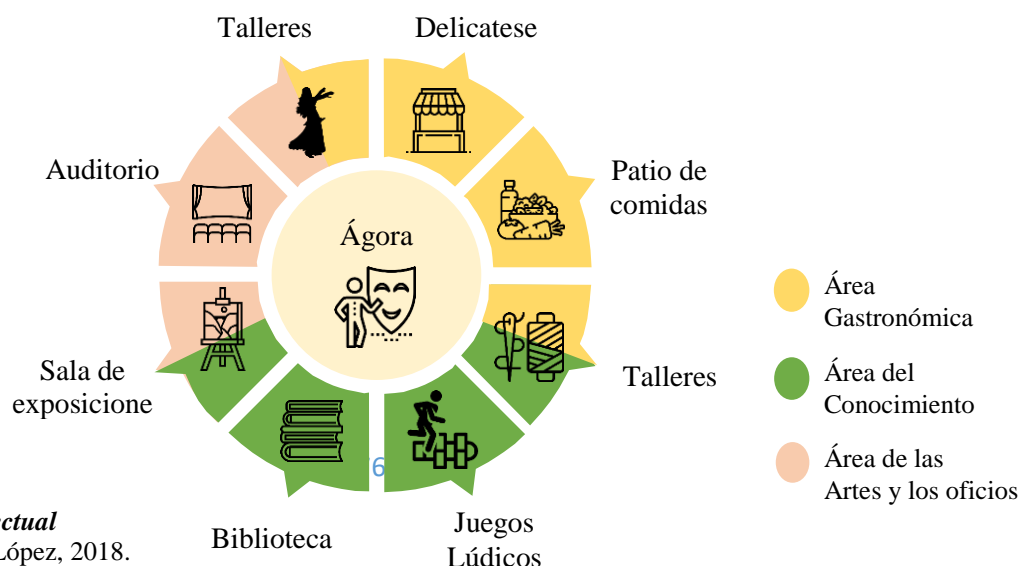 Talleres
Delicatese
Auditorio
Patio de
comidas
Ágora
Área
Gastronómica
Sala de
exposicione
Talleres
Área del
Conocimiento
6
Área de las
Artes y los oficios
Biblioteca
Juegos
Lúdicos
ectual
López, 2018.